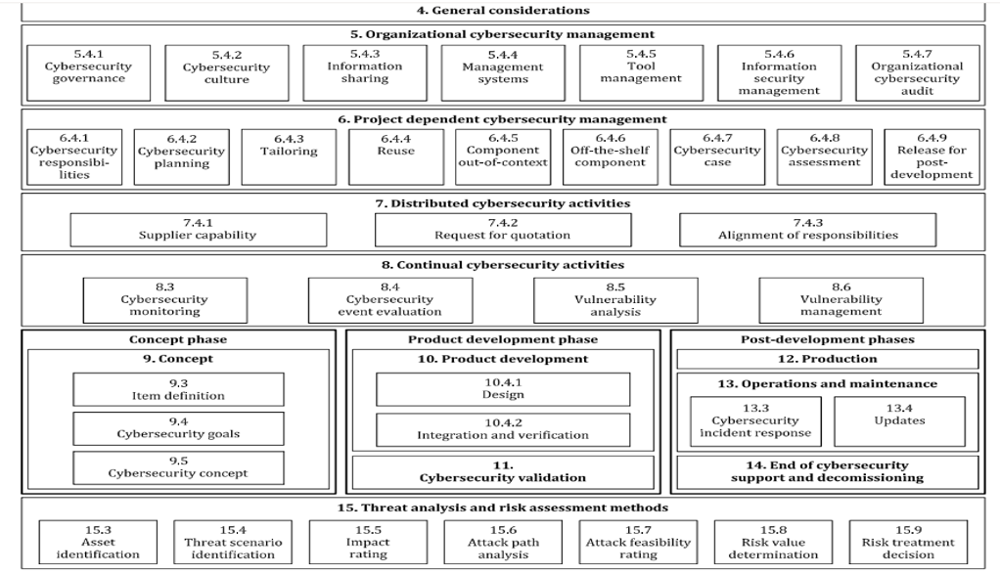 4. General considerations
5. Organizational cybersecurity management
5.4.1
Cybersecurity
governance
5.4.2
Cybersecurity
culture
5.4.3
Information
sharing
5.4.4
Management
systems
5.4.5
Tool
management
5.4.6
Information
security
management
5.4.7
Organizational
cybersecurity
audit
6. Project dependent cybersecurity management
6.4.1
Cybersecurity
responsibi-
lities
6.4.2
Cybersecurity
planning
6.4.3
Tailoring
6.4.4
Reuse
6.4.5
Component
out-of-context
6.4.6
Off-the-shelf
component
6.4.7
Cybersecurity
case
6.4.8
Cybersecurity
assessment
6.4.9
Release for
post-
development
7. Distributed cybersecurity activities
7.4.1
Supplier capability
7.4.2
Request for quotation
7.4.3
Alignment of responsibilities
8. Continual cybersecurity activities
8.3
Cybersecurity
monitoring
8.4
Cybersecurity
event evaluation
8.5
Vulnerability
analysis
8.6
Vulnerability
management
Concept phase
9. Concept
9.3
Item definition
9.4
Cybersecurity goals
9.5
Cybersecurity concept
Product development phase
10. Product development
10.4.1
Design
10.4.2
Integration and verification
11.
Cybersecurity validation
Post-development phases
12. Production
13. Operations and maintenance
13.3
Cybersecurity
incident response
13.4
Updates
14. End of cybersecurity
support and decomissioning
15. Threat analysis and risk assessment methods
15.3
Asset
identification
15.4
Threat scenario
identification
15.5
Impact
rating
15.6
Attack path
analysis
15.7
Attack feasibility
rating
15.8
Risk value
determination
15.9
Risk treatment
decision